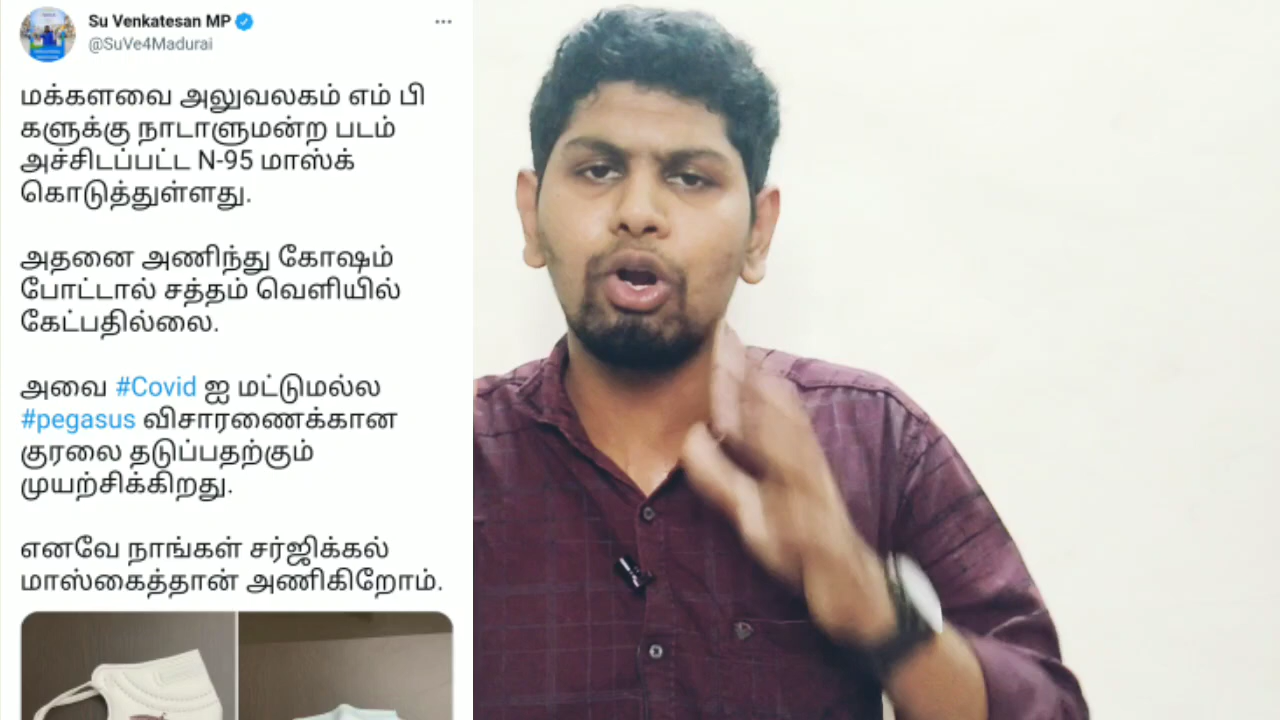 Su Venkatesan MP
@SuVe4Madurai
மக்களவை அலுவலகம் எம் பி
களுக்கு நாடாளுமன்ற படம்
அச்சிடப்பட்ட N-95 மாஸ்க்
கொடுத்துள்ளது.
அதனை அணிந்து கோஷம்
போட்டால் சத்தம் வெளியில்
கேட்பதில்லை.
அவை #Covid ஐ மட்டுமல்ல
#pegasus விசாரணைக்கான
குரலை தடுப்பதற்கும்
முயற்சிக்கிறது.
எனவே நாங்கள் சர்ஜிக்கல்
மாஸ்கைத்தான் அணிகிறோம்.